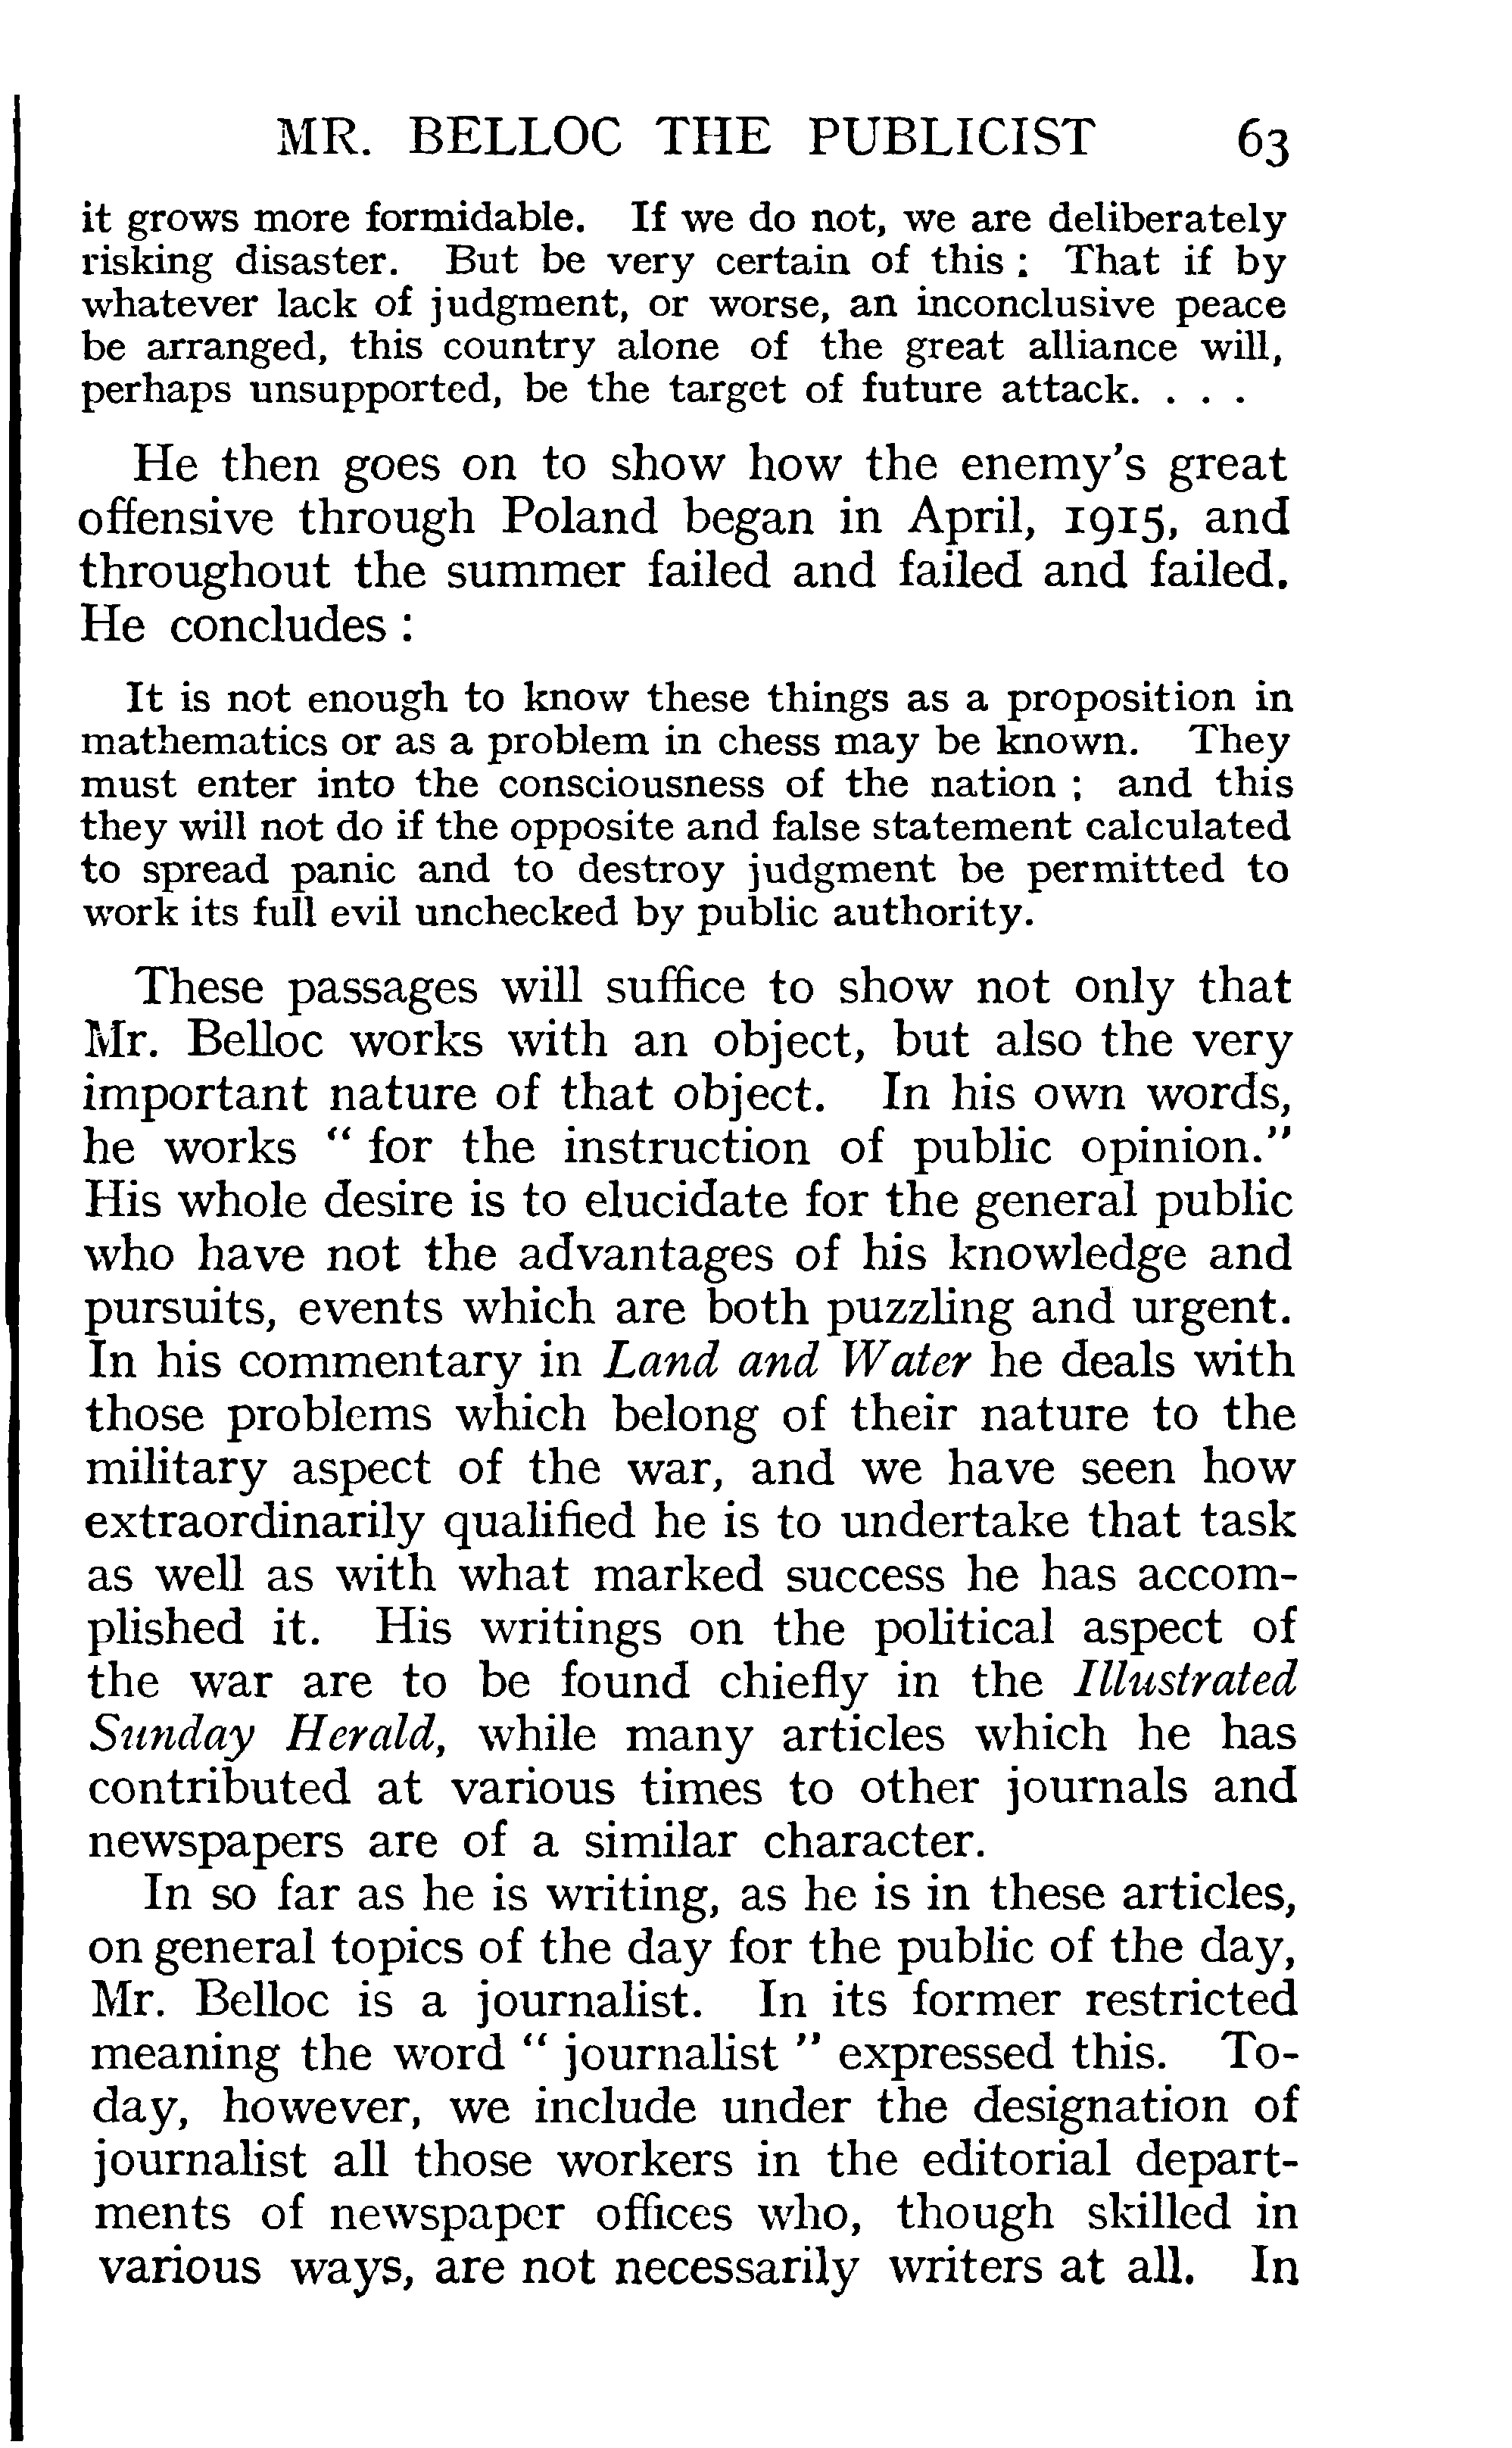 MR. BELLOC THE PUBLICIST 63
it grows more formidable. If we do not, we are deliberately
risking disaster. But be very certain of this : That if by
whatever lack of judgment, or worse, an inconclusive peace
be arranged, this country alone of the great alliance will,
perhaps unsupported, be the target of future attack. . . .
He then goes on to show how the enemy's great
offensive through Poland began in April, 1915, and
throughout the summer failed and failed and failed.
He concludes :
It is not enough to know these things as a proposition in
mathematics or as a problem in chess may be known. They
must enter into the consciousness of the nation ; and this
they will not do if the opposite and false statement calculated
to spread panic and to destroy judgment be permitted to
work its full evil unchecked by public authority.
These passages will suffice to show not only that
Mr. Belloc works with an object, but also the very
important nature of that object. In his own words,
he works “ for the instruction of public opinion.”
His whole desire is to elucidate for the general public
who have not the advantages of his knowledge and
pursuits, events which are both puzzling and urgent.
In his commentary in Land and Water he deals with
those problems which belong of their nature to the
military aspect of the war, and we have seen how
extraordinarily qualified he is to undertake that task
as well as with what marked success he has accom-
plished it. His writings on the political aspect of
the war are to be found chiefly in the Illustrated
Sunday Herald, while many articles which he has
contributed at various times to other journals and
newspapers are of a similar character.
In so far as he is writing, as he is in these articles,
on general topics of the day for the public of the day,
Mr. Belloc is a journalist. In its former restricted
meaning the word “ journalist ” expressed this. To-
day, however, we include under the designation of
journalist all those workers in the editorial depart-
ments of newspaper offices who, though skilled in
various ways, are not necessarily writers at all. In